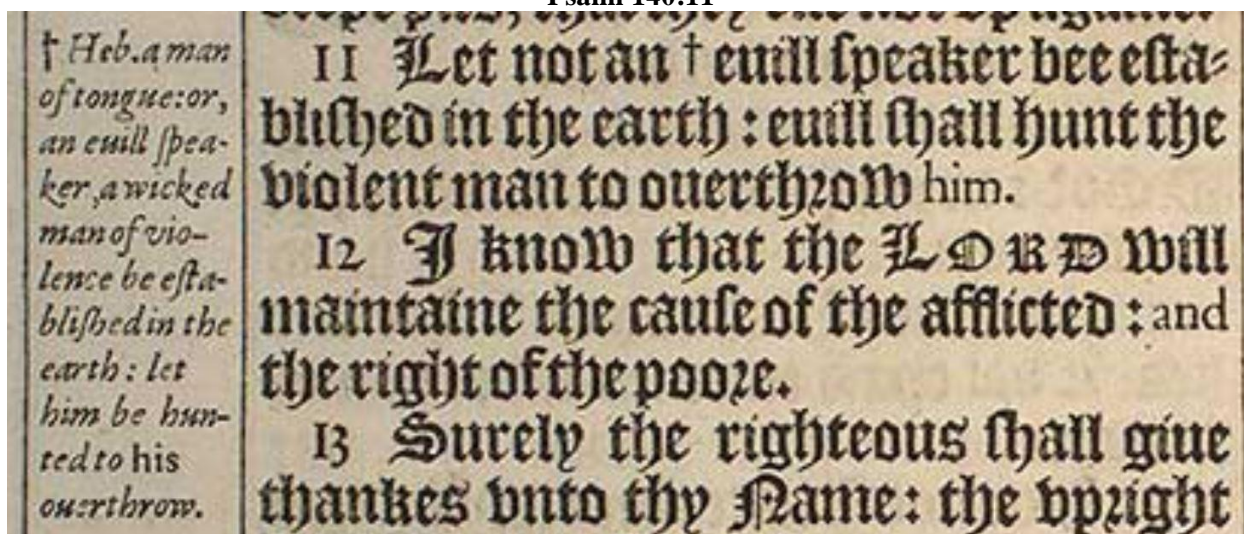 Psalm 140:11
† Heb. a man
of tongue: or,
an euill ſpea-
ker, a wicked
man of vio-
lence be eſta-
bliſhed in the
earth: let
him be hun-
ted to his
ouerthrow.
11 Let not an † euill ſpeaker bee eſta-
bliſhed in the earth: euill ſhall hunt the
violent man to ouerthrow him.
12 I know that the LORD will
maintaine the cauſe of the afflicted: and
the right of the poore.
13 Surely the righteous ſhall giue
thankes vnto thy Name: the vpright